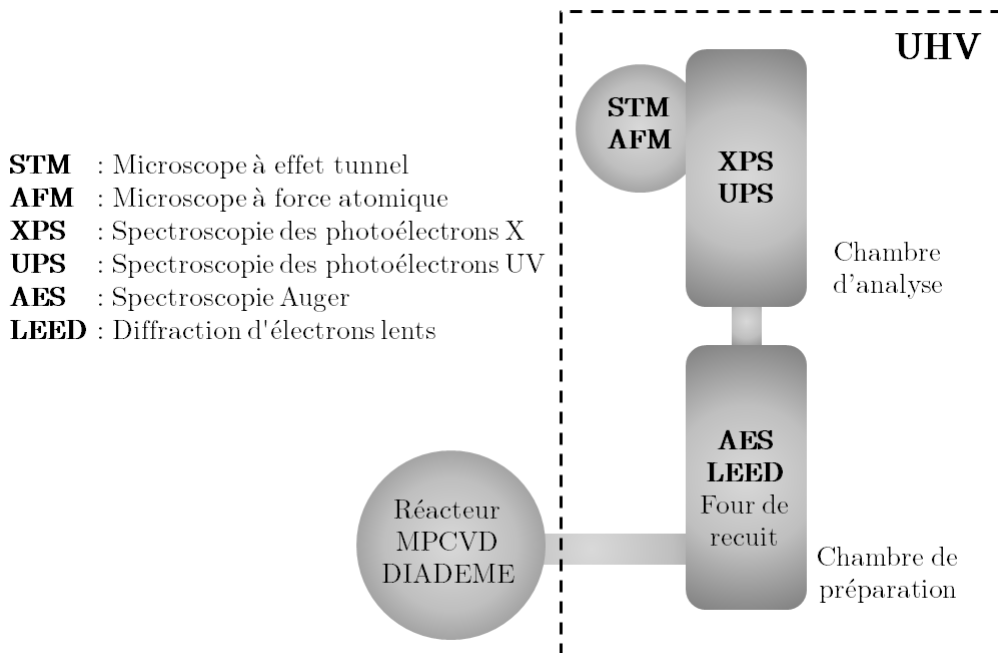 UHV
STM
AFM
XPS
UPS
STM : Microscope à effet tunnel
AFM : Microscope à force atomique
XPS : Spectroscopie des photoélectrons X
UPS : Spectroscopie des photoélectrons UV
AES : Spectroscopie Auger
LEED : Diffraction d'électrons lents
Chambre
d'analyse
AES
LEED
Four de
recuit
Réacteur
MPCVD
DIADEME
Chambre de
préparation